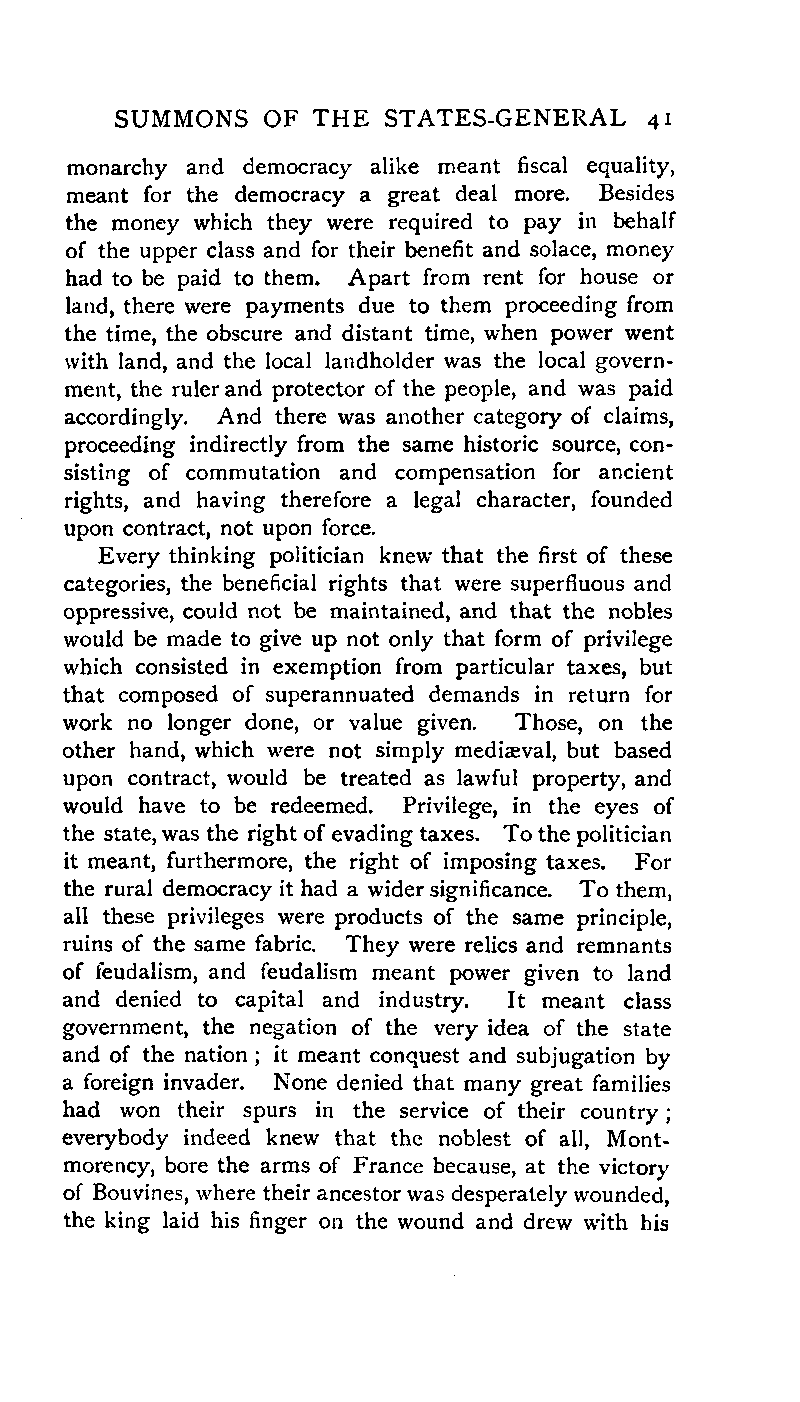 SUMMONS OF THE STATES-GENERAL 41
monarchy and democracy alike meant fiscal equality,
meant for the democracy a great deal more. Besides
the money which they were required to pay in behalf
of the upper class and for their benefit and solace, money
had to be paid to them. Apart from rent for house or
land, there were payments due to them proceeding from
the time, the obscure and distant time, when power went
with land, and the local landholder was the local govern-
ment, the ruler and protector of the people, and was paid
accordingly. And there was another category of claims,
proceeding indirectly from the same historic source, con-
sisting of commutation and compensation for ancient
rights, and having therefore a legal character, founded
upon contract, not upon force.
Every thinking politician knew that the first of these
categories, the beneficial rights that were superfluous and
oppressive, could not be maintained, and that the nobles
would be made to give up not only that form of privilege
which consisted in exemption from particular taxes, but
that composed of superannuated demands in return for
work no longer done, or value given. Those, on the
other hand, which were not simply mediæval, but based
upon contract, would be treated as lawful property, and
would have to be redeemed. Privilege, in the eyes of
the state, was the right of evading taxes. To the politician
it meant, furthermore, the right of imposing taxes. For
the rural democracy it had a wider significance. To them,
all these privileges were products of the same principle,
ruins of the same fabric. They were relics and remnants
of feudalism, and feudalism meant power given to land
and denied to capital and industry. It meant class
government, the negation of the very idea of the state
and of the nation ; it meant conquest and subjugation by
a foreign invader. None denied that many great families
had won their spurs in the service of their country ;
everybody indeed knew that the noblest of all, Mont-
morency, bore the arms of France because, at the victory
of Bouvines, where their ancestor was desperately wounded,
the king laid his finger on the wound and drew with his